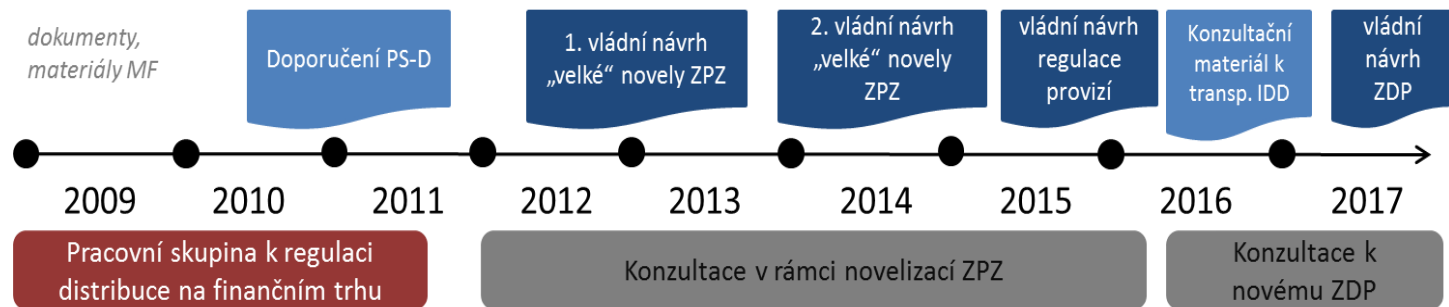 dokumenty,
materiály MF
Doporučení PS-D
1. vládní návrh
„velké“ novely ZPZ
2. vládní návrh
„velké“ novely
ZPZ
vládní návrh
regulace
provizí
Konzultační
materiál k
transp. IDD
vládní
návrh
ZDP
2009 2010 2011 2012 2013 2014 2015 2016 2017
Pracovní skupina k regulaci
distribuce na finančním trhu
Konzultace v rámci novelizací ZPZ
Konzultace k
novému ZDP